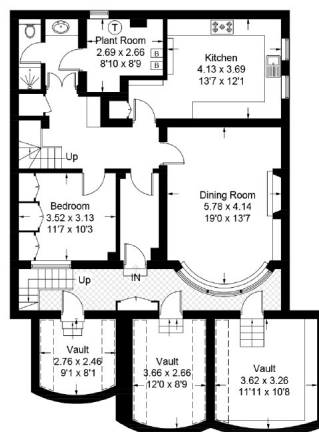 Up
T
Plant Room
2.69 x 2.66
8'10 x 8'9
B
B
Kitchen
4.13 x 3.69
13'7 x 12'1
Up
Bedroom
3.52 x 3.13
11'7 x 10'3
Dining Room
5.78 x 4.14
19'0 x 13'7
Up
IN
Vault
2.76 x 2.46
9'1 x 8'1
Vault
3.66 x 2.66
12'0 x 8'9
Vault
3.62 x 3.26
11'11 x 10'8